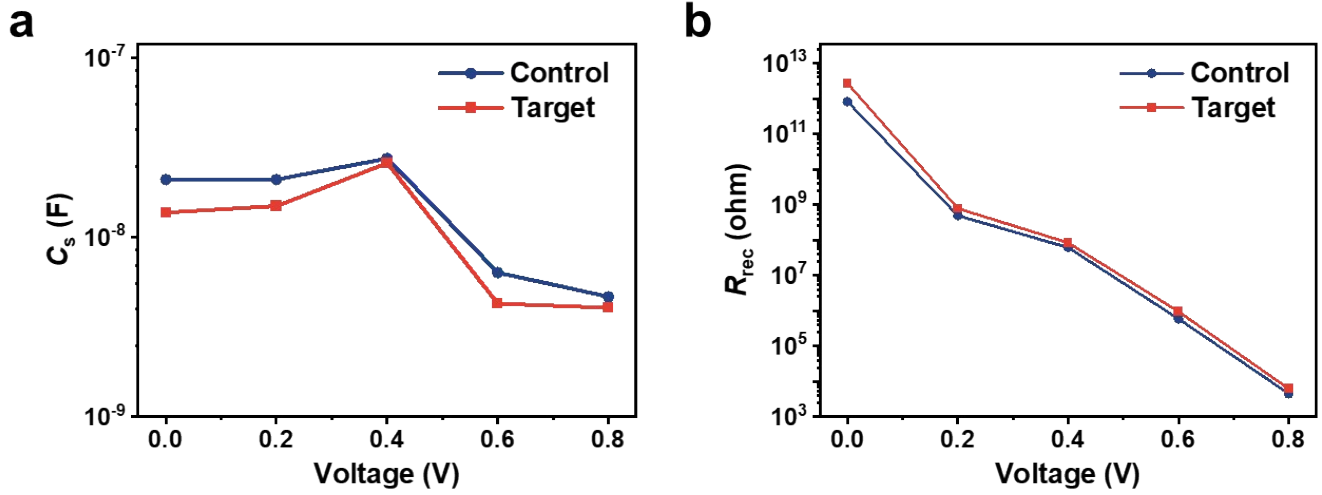 a
10⁻⁷
10⁻⁸
10⁻⁹
Cₛ (F)
Control
Target
0.0 0.2 0.4 0.6 0.8
Voltage (V)
b
10¹³
10¹¹
10⁹
10⁷
10⁵
10³
R_rec (ohm)
Control
Target
0.0 0.2 0.4 0.6 0.8
Voltage (V)